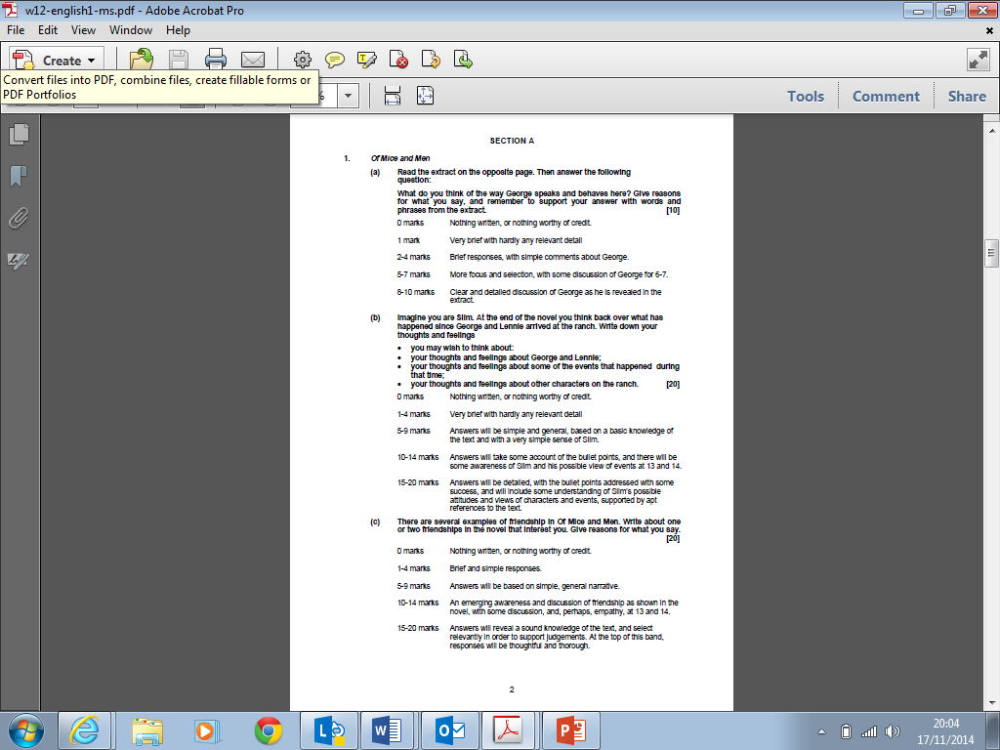 w12-english1-ms.pdf - Adobe Acrobat Pro
File Edit View Window Help
Create
Convert files into PDF, combine files, create fillable forms or
PDF Portfolios
%
Tools Comment Share
SECTION A
1. Of Mice and Men
(a) Read the extract on the opposite page. Then answer the following
question:
What do you think of the way George speaks and behaves here? Give reasons
for what you say, and remember to support your answer with words and
phrases from the extract. [10]
0 marks Nothing written, or nothing worthy of credit.
1 mark Very brief with hardly any relevant detail
2-4 marks Brief responses, with simple comments about George.
5-7 marks More focus and selection, with some discussion of George for 6-7.
8-10 marks Clear and detailed discussion of George as he is revealed in the
extract.
(b) Imagine you are Slim. At the end of the novel you think back over what has
happened since George and Lennie arrived at the ranch. Write down your
thoughts and feelings
• you may wish to think about:
• your thoughts and feelings about George and Lennie;
• your thoughts and feelings about some of the events that happened during
that time;
• your thoughts and feelings about other characters on the ranch. [20]
0 marks Nothing written, or nothing worthy of credit.
1-4 marks Very brief with hardly any relevant detail
5-9 marks Answers will be simple and general, based on a basic knowledge of
the text and with a very simple sense of Slim.
10-14 marks Answers will take some account of the bullet points, and there will be
some awareness of Slim and his possible view of events at 13 and 14.
15-20 marks Answers will be detailed, with the bullet points addressed with some
success, and will include some understanding of Slim's possible
attitudes and views of characters and events, supported by apt
references to the text.
(c) There are several examples of friendship in Of Mice and Men. Write about one
or two friendships in the novel that interest you. Give reasons for what you say.
[20]
0 marks Nothing written, or nothing worthy of credit.
1-4 marks Brief and simple responses.
5-9 marks Answers will be based on simple, general narrative.
10-14 marks An emerging awareness and discussion of friendship as shown in the
novel, with some discussion, and, perhaps, empathy, at 13 and 14.
15-20 marks Answers will reveal a sound knowledge of the text, and select
relevantly in order to support judgements. At the top of this band,
responses will be thoughtful and thorough.
2
20:04
17/11/2014